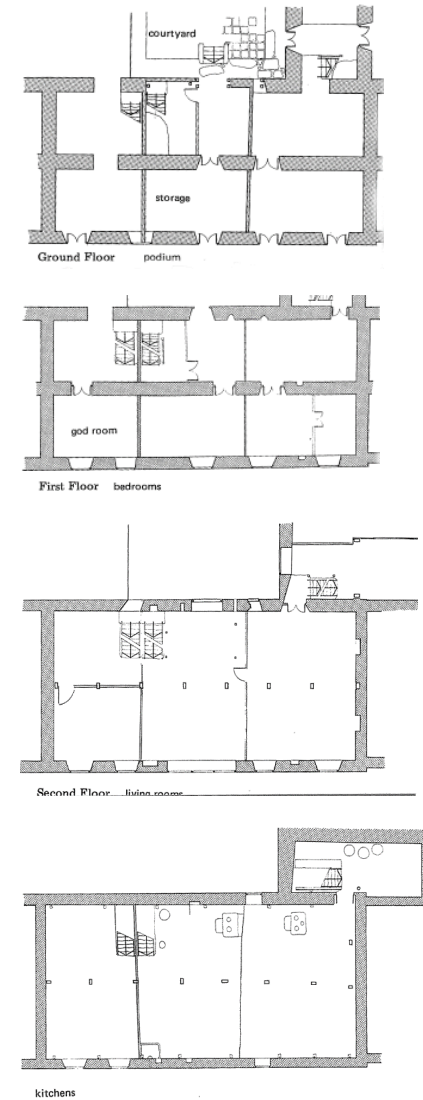 courtyard
storage
Ground Floor podium
god room
First Floor bedrooms
Second Floor living rooms
kitchens